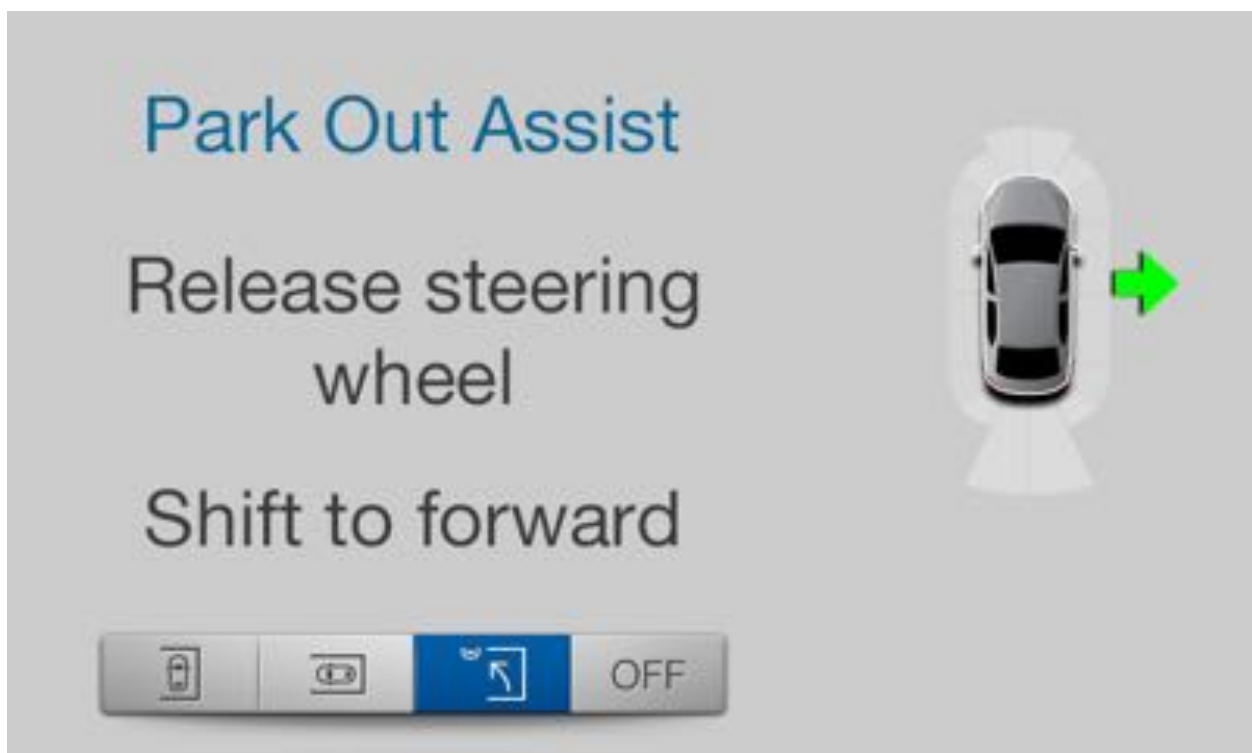 Park Out Assist
Release steering
wheel
Shift to forward
OFF